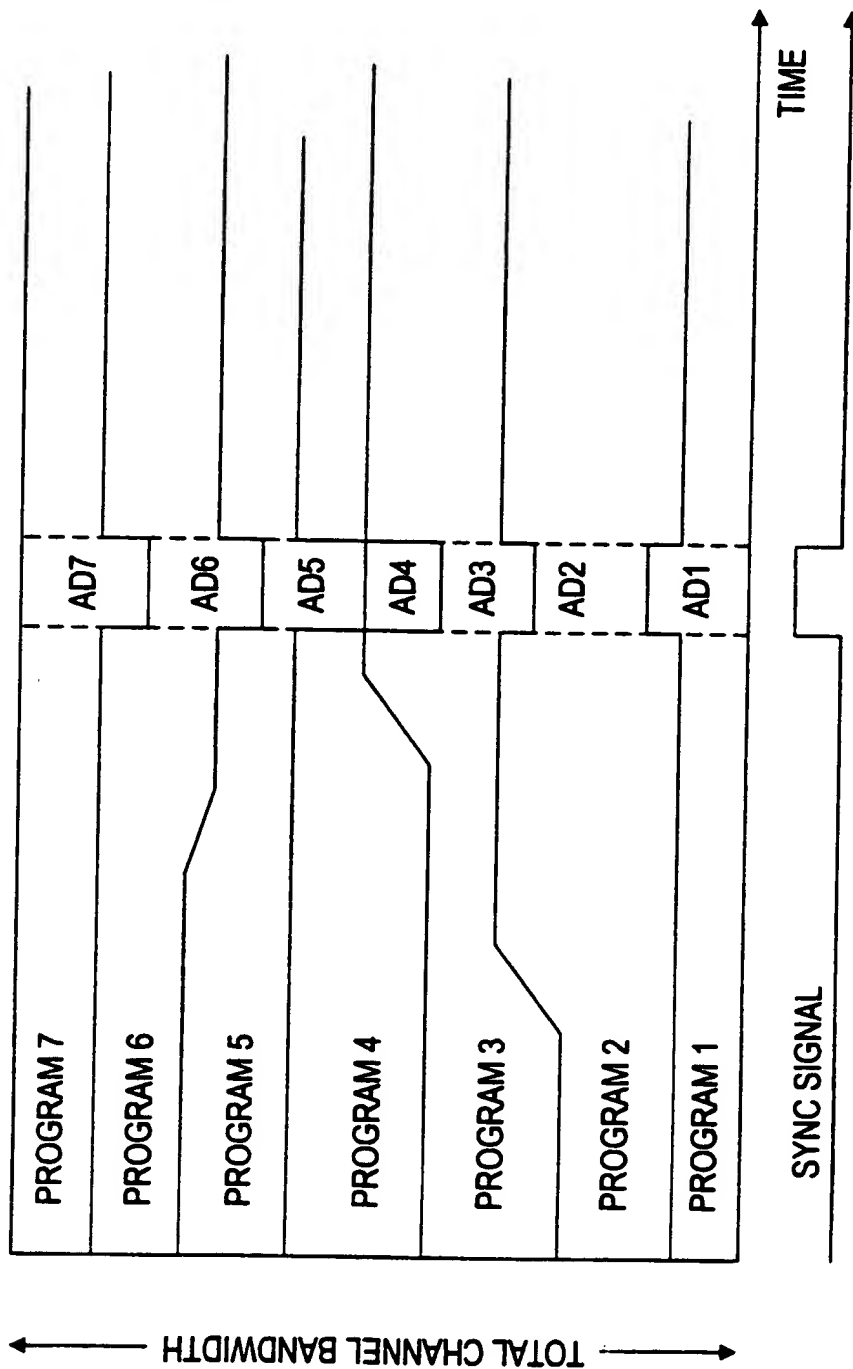 TOTAL CHANNEL BANDWIDTH
PROGRAM 7
PROGRAM 6
PROGRAM 5
PROGRAM 4
PROGRAM 3
PROGRAM 2
PROGRAM 1
AD7
AD6
AD5
AD4
AD3
AD2
AD1
TIME
SYNC SIGNAL